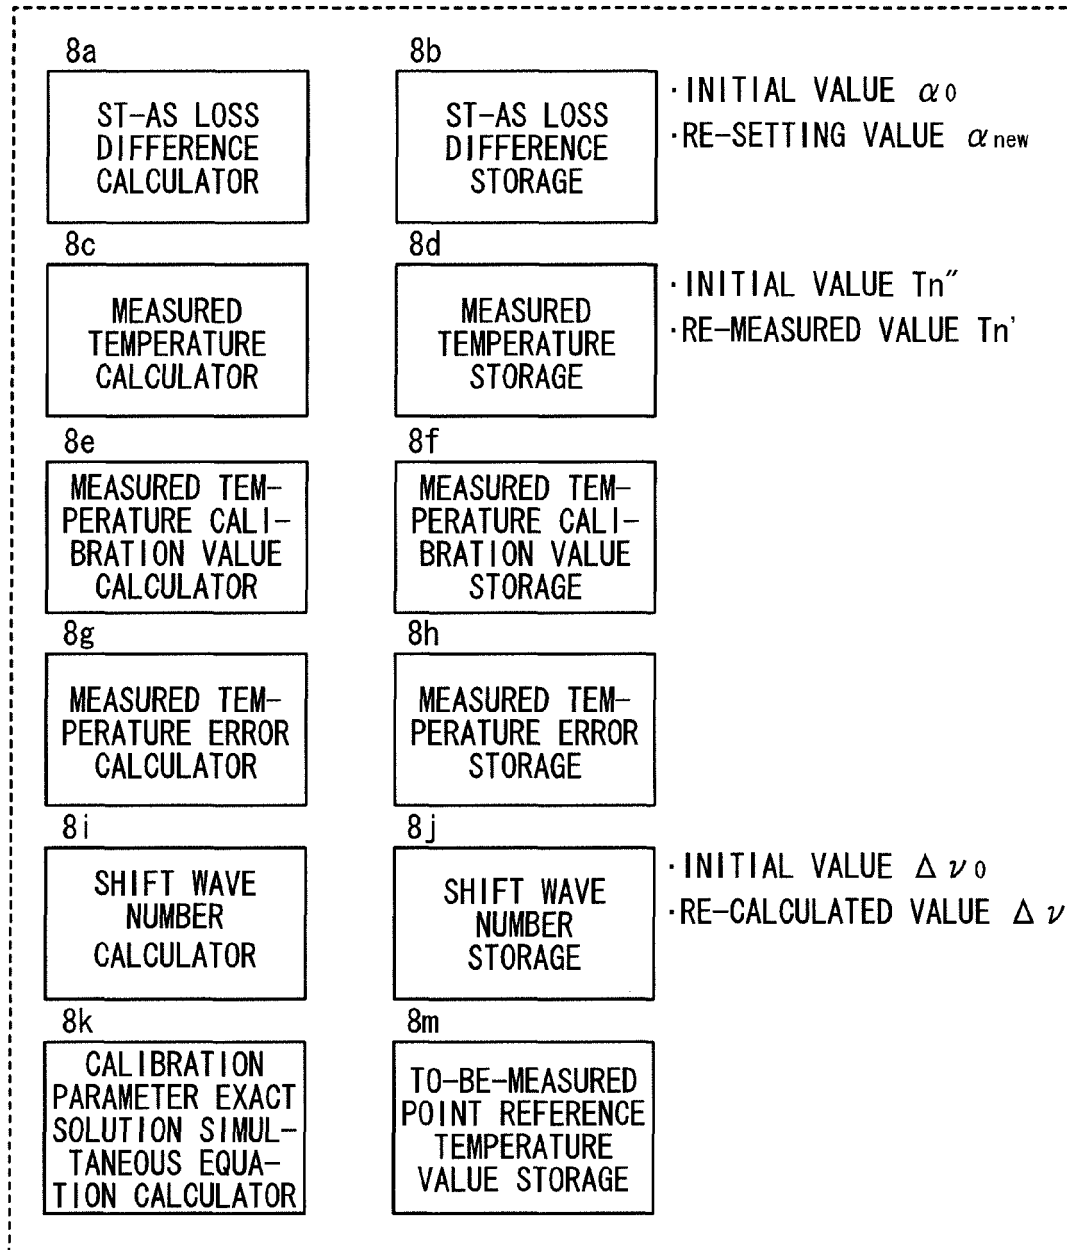 8a
ST-AS LOSS
DIFFERENCE
CALCULATOR
8b
ST-AS LOSS
DIFFERENCE
STORAGE
·INITIAL VALUE α0
·RE-SETTING VALUE αnew
8c
MEASURED
TEMPERATURE
CALCULATOR
8d
MEASURED
TEMPERATURE
STORAGE
·INITIAL VALUE Tn″
·RE-MEASURED VALUE Tn'
8e
MEASURED TEM-
PERATURE CALI-
BRATION VALUE
CALCULATOR
8f
MEASURED TEM-
PERATURE CALI-
BRATION VALUE
STORAGE
8g
MEASURED TEM-
PERATURE ERROR
CALCULATOR
8h
MEASURED TEM-
PERATURE ERROR
STORAGE
8i
SHIFT WAVE
NUMBER
CALCULATOR
8j
SHIFT WAVE
NUMBER
STORAGE
·INITIAL VALUE Δν0
·RE-CALCULATED VALUE Δν
8k
CALIBRATION
PARAMETER EXACT
SOLUTION SIMUL-
TANEOUS EQUA-
TION CALCULATOR
8m
TO-BE-MEASURED
POINT REFERENCE
TEMPERATURE
VALUE STORAGE